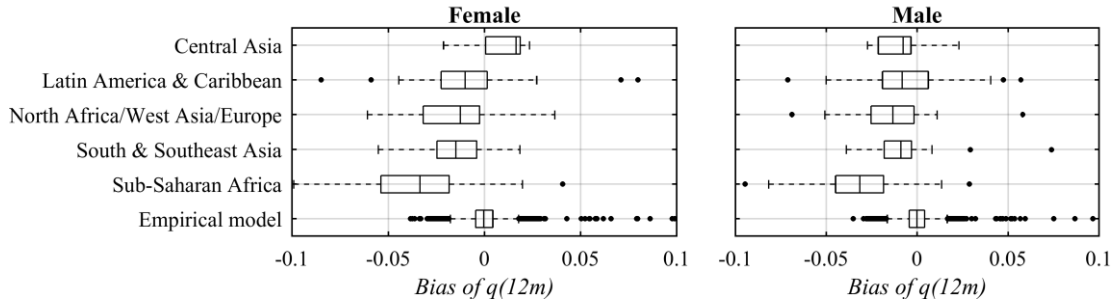 Female Male
Central Asia
Latin America & Caribbean
North Africa/West Asia/Europe
South & Southeast Asia
Sub-Saharan Africa
Empirical model
-0.1 -0.05 0 0.05 0.1 -0.1 -0.05 0 0.05 0.1
Bias of q(12m) Bias of q(12m)